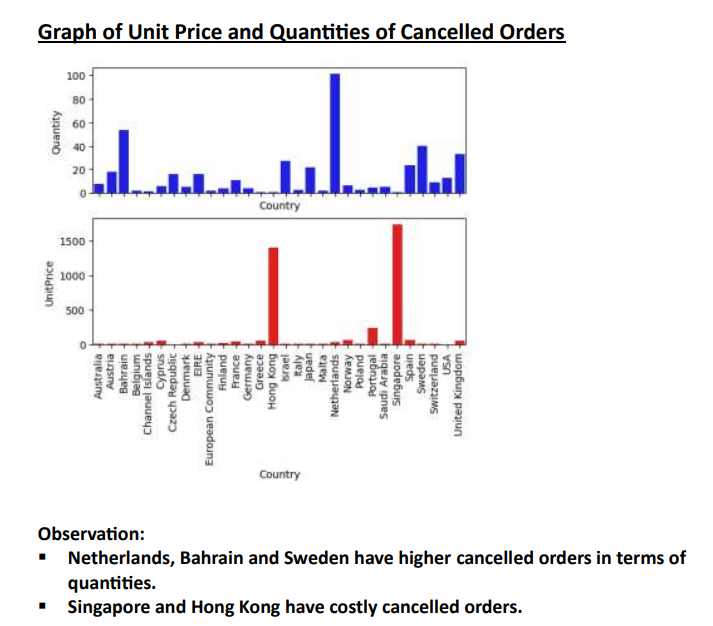 Graph of Unit Price and Quantities of Cancelled Orders
100
80
60
40
20
0
Quantity
Country
1500
1000
500
0
UnitPrice
Australia
Austria
Bahrain
Belgium
Channel Islands
Cyprus
Czech Republic
Denmark
EIRE
European Community
Finland
France
Germany
Greece
Hong Kong
Israel
Italy
Japan
Malta
Netherlands
Norway
Poland
Portugal
Saudi Arabia
Singapore
Spain
Sweden
Switzerland
USA
United Kingdom
Country
Observation:
▪ Netherlands, Bahrain and Sweden have higher cancelled orders in terms of
quantities.
▪ Singapore and Hong Kong have costly cancelled orders.